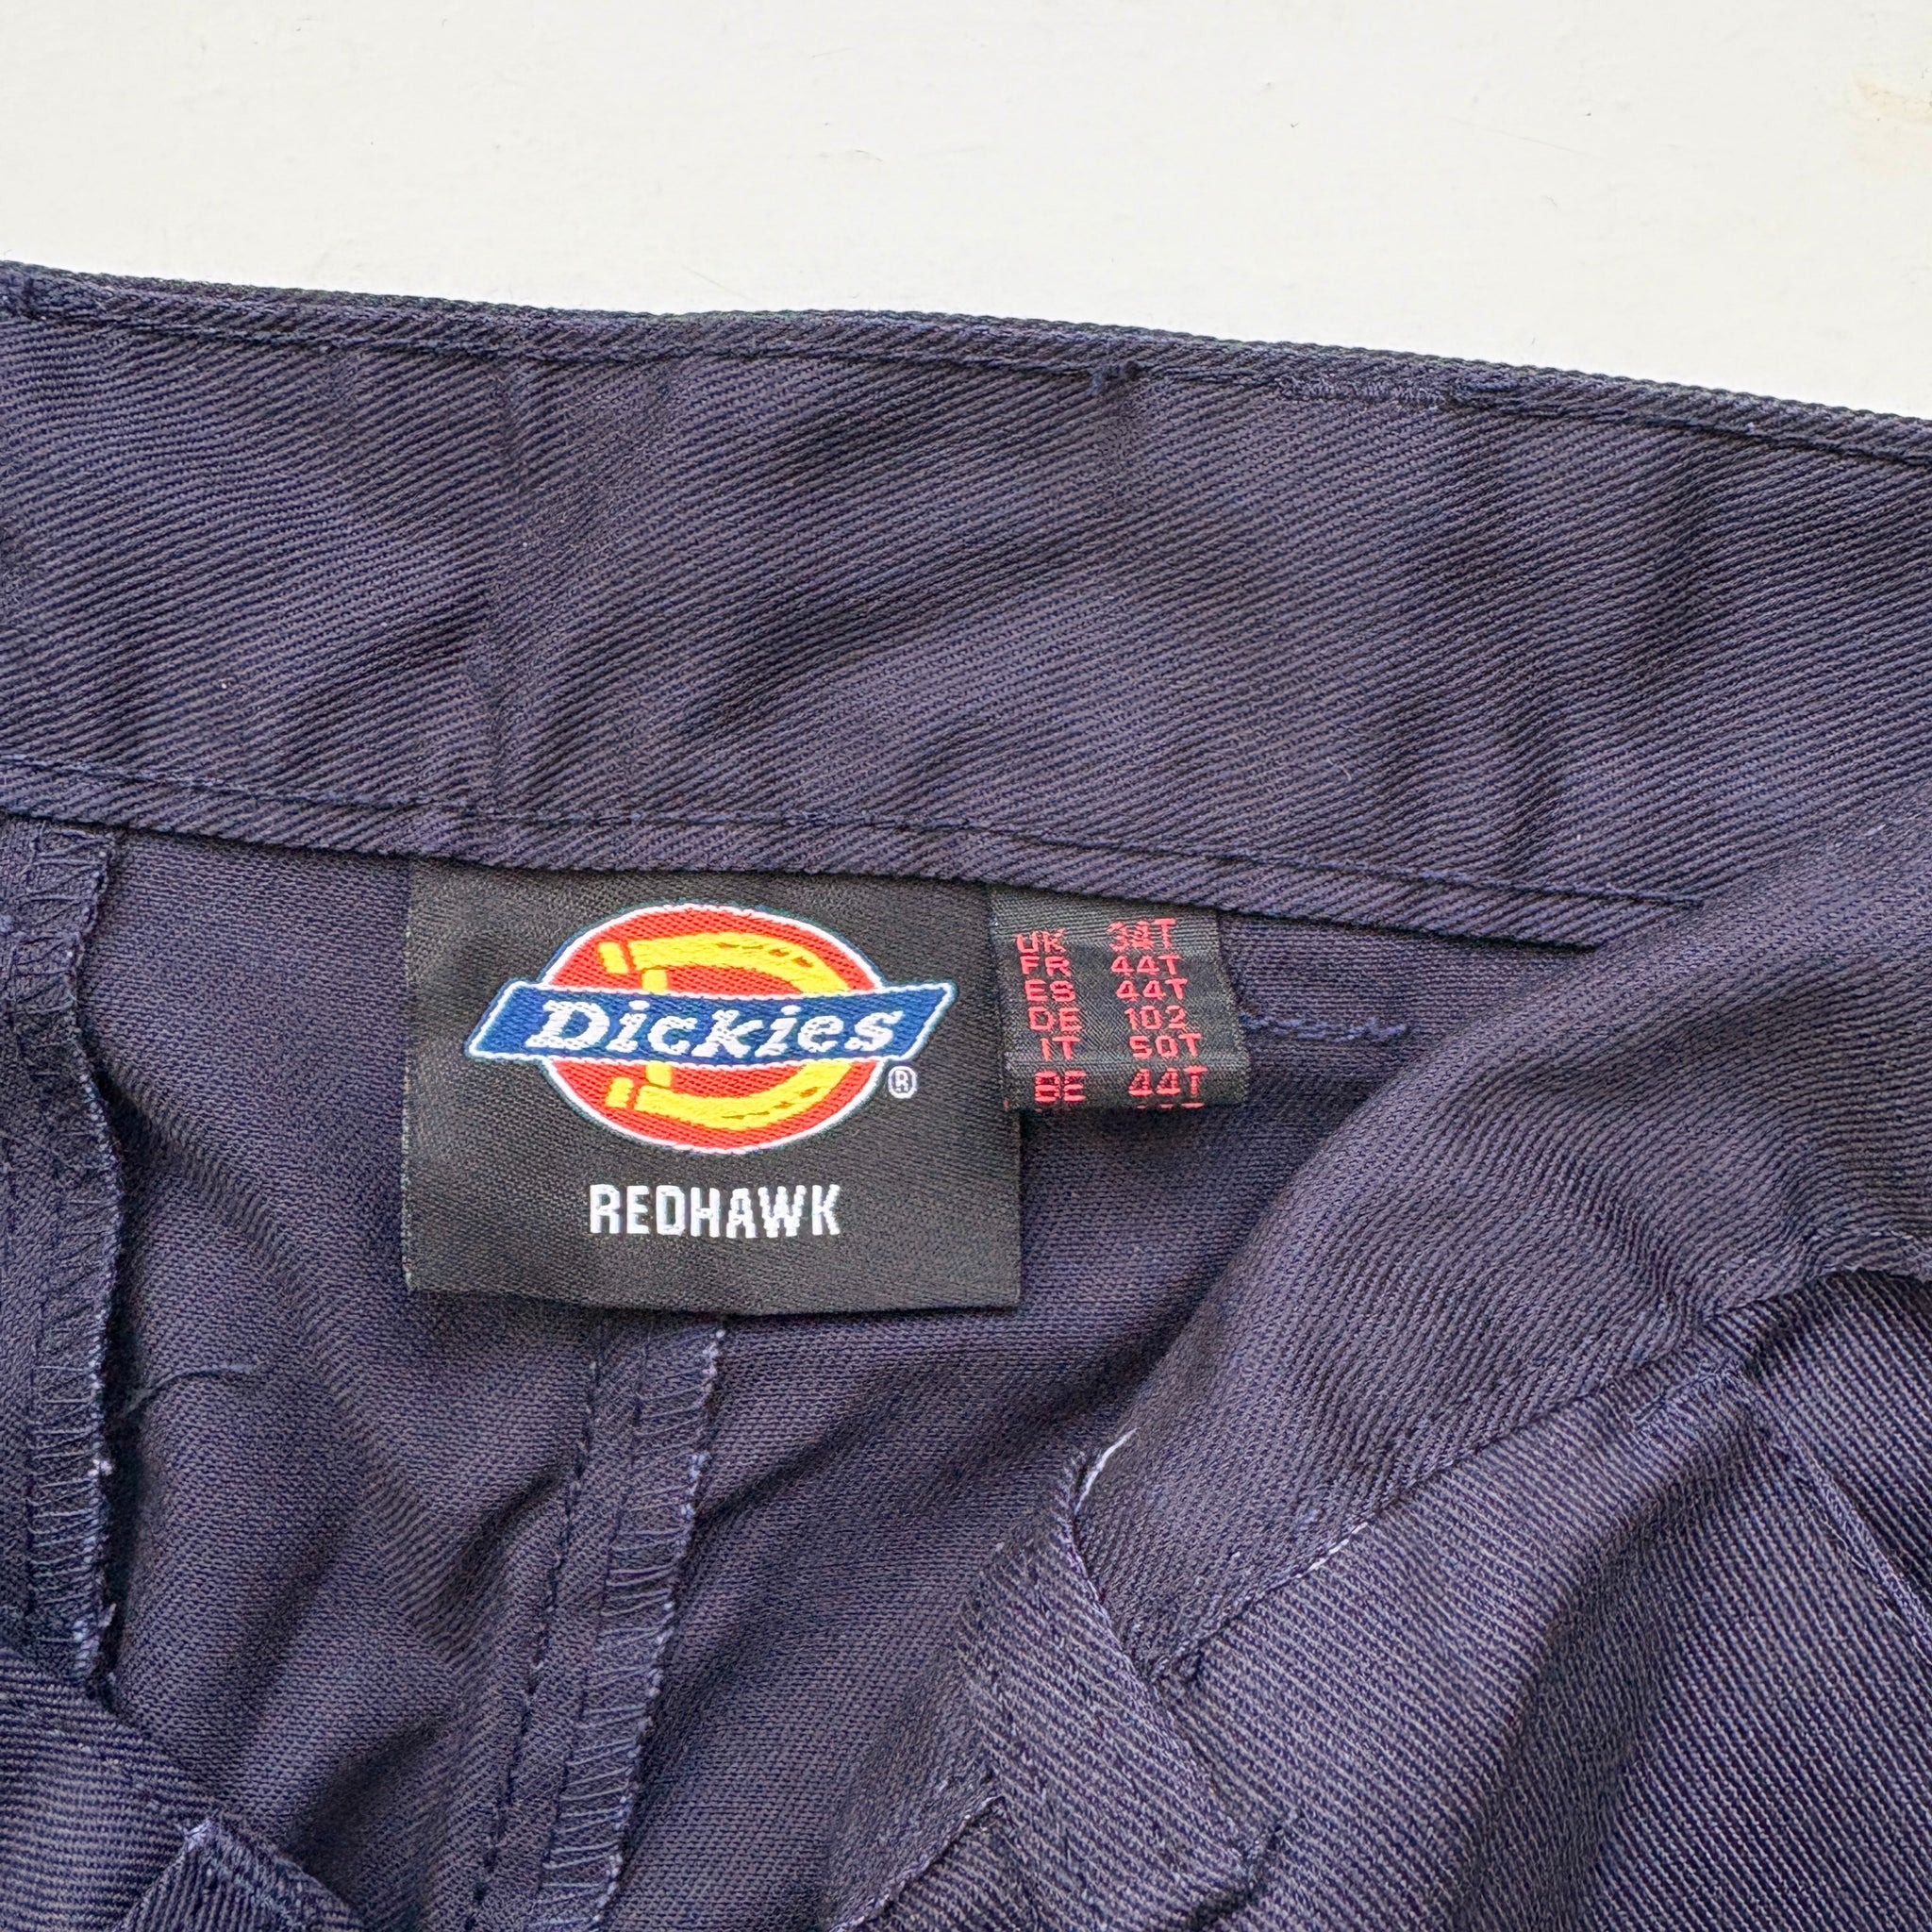 Dickies
®
REDHAWK
UK 34T
FR 44T
ES 44T
DE 102
IT 50T
BE 44T